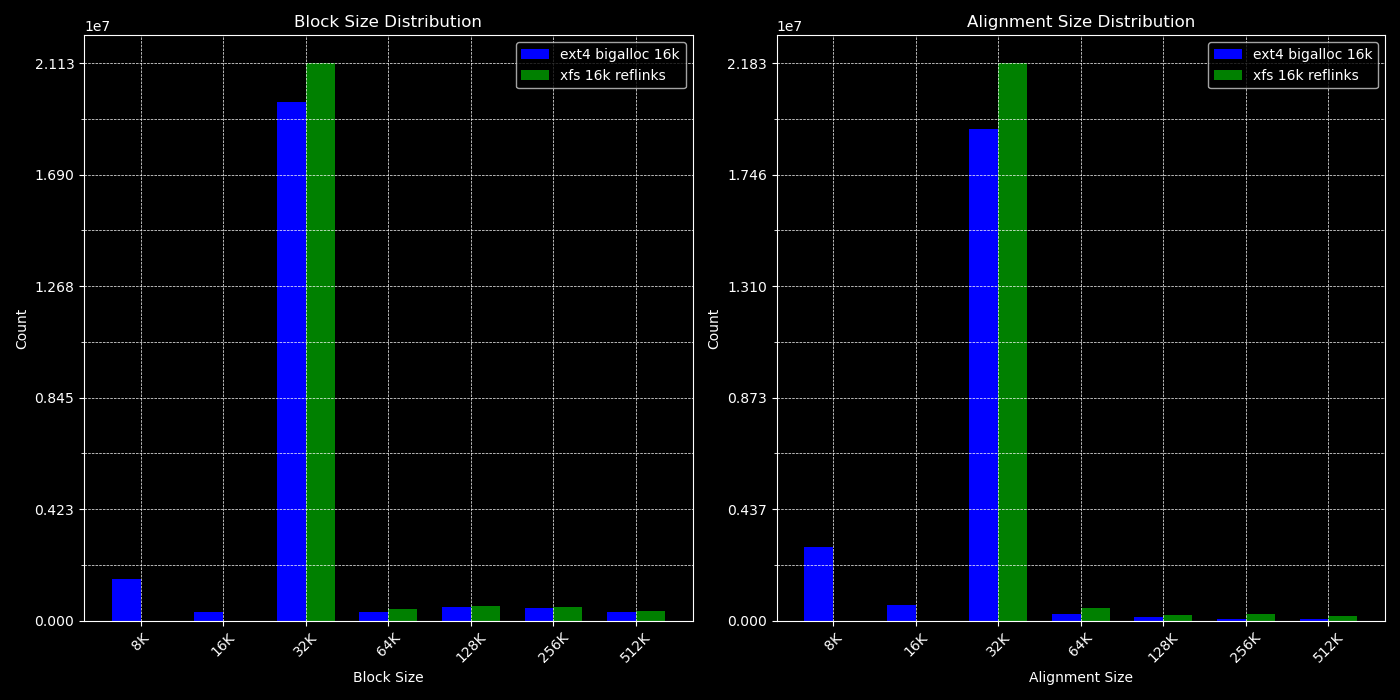 Block Size Distribution
1e7
ext4 bigalloc 16k
xfs 16k reflinks
2.113
1.690
1.268
0.845
0.423
0.000
Count
8K
16K
32K
64K
128K
256K
512K
Block Size
Alignment Size Distribution
1e7
ext4 bigalloc 16k
xfs 16k reflinks
2.183
1.746
1.310
0.873
0.437
0.000
Count
8K
16K
32K
64K
128K
256K
512K
Alignment Size